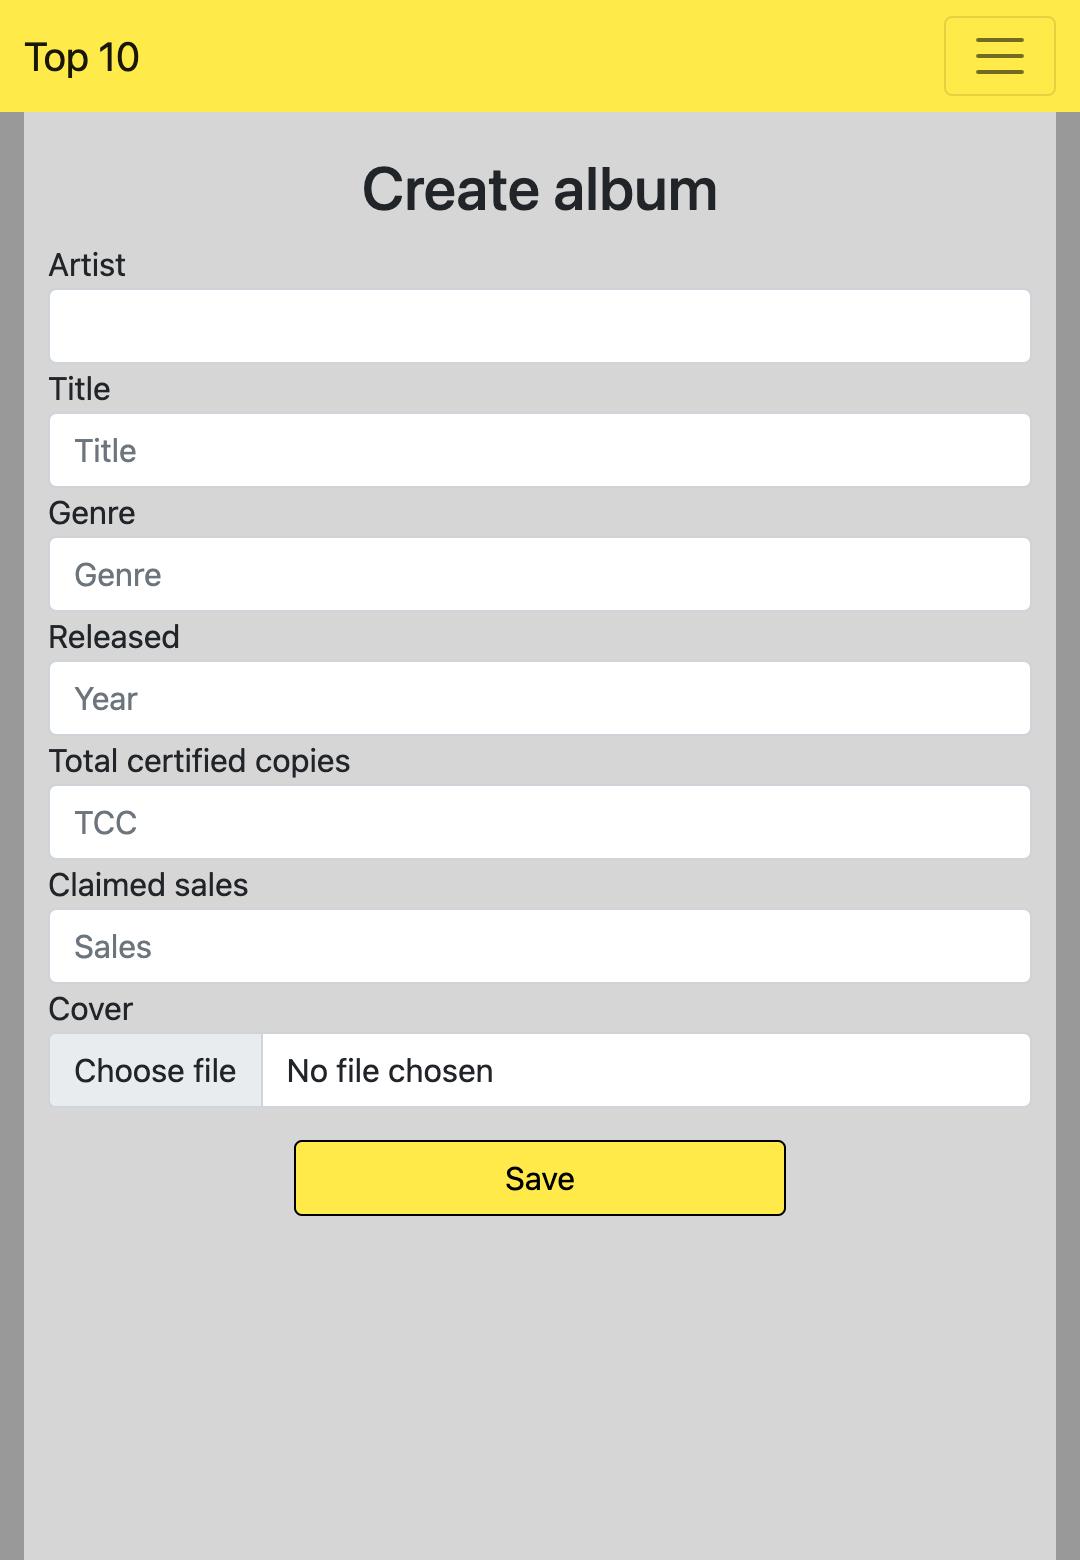 Top 10
Create album
Artist
Title
Title
Genre
Genre
Released
Year
Total certified copies
TCC
Claimed sales
Sales
Cover
Choose file No file chosen
Save